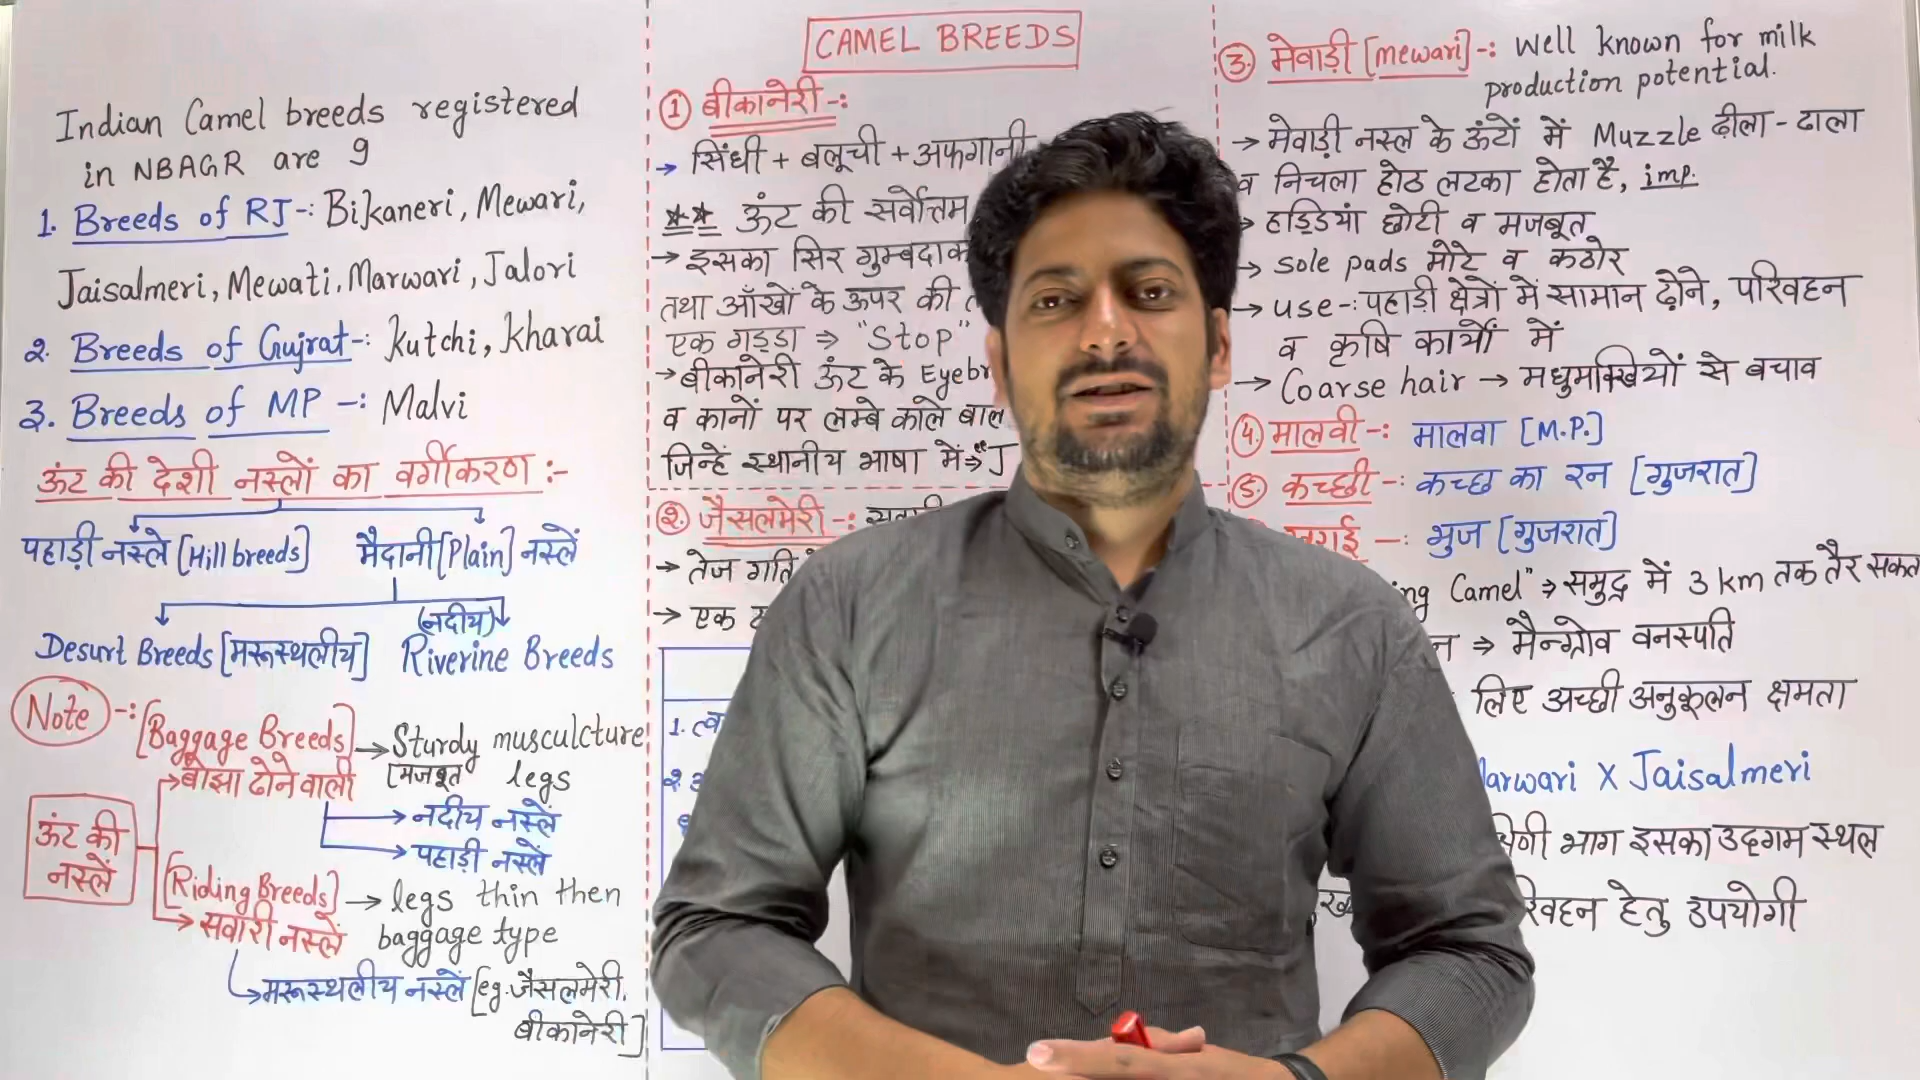 Indian Camel breeds registered
in NBAGR are 9
1. Breeds of RJ-: Bikaneri, Mewari,
Jaisalmeri, Mewati, Marwari, Jalori
2. Breeds of Gujrat-: Kutchi, Kharai
3. Breeds of MP -: Malvi
ऊंट की देशी नस्लों का वर्गीकरण :-
पहाड़ी नस्ले [Hill breeds] मैदानी [Plain] नस्लें
(नदीय)
Desurt Breeds [मरूस्थलीय] Riverine Breeds
Note -: [Baggage Breeds] → Sturdy musculcture
→ बोझा ढोने वाली [मजबूत legs
→ नदीय नस्लें
→ पहाड़ी नस्लें
ऊंट की
नस्लें
[Riding Breeds] → legs thin then
→ सवारी नस्लें baggage type
→ मरूस्थलीय नस्लें [eg. जैसलमेरी,
बीकानेरी]
CAMEL BREEDS
① बीकानेरी -:
→ सिंधी + बलूची + अफगानी
** ऊंट की सर्वोत्तम
→ इसका सिर गुम्बदाक
तथा आँखों के ऊपर की
एक गड्डा ⇒ "Stop"
→ बीकानेरी ऊंट के Eyebr
व कानों पर लम्बे काले बाल
जिन्हें स्थानीय भाषा में ⇒ "J
② जैसलमेरी -:
→ तेज गति
→ एक
1. त्व
2.
③ मेवाड़ी [mewari] -: Well known for milk
production potential.
→ मेवाड़ी नस्ल के ऊंटों में Muzzle ढ़ीला - ढाला
व निचला होठ लटका होता है, imp.
→ हड्डियां छोटी व मजबूत
→ Sole pads मोटे व कठोर
→ use -: पहाड़ी क्षेत्रों में सामान ढ़ोने, परिवहन
व कृषि कार्यों में
→ Coarse hair → मधुमक्खियों से बचाव
④ मालवी -: मालवा [M.P.]
⑤ कच्छी -: कच्छ का रन [गुजरात]
-: भुज [गुजरात]
ng Camel" ⇒ समुद्र में 3 km तक तैर सकत
न ⇒ मैन्ग्रोव वनस्पति
लिए अच्छी अनुकूलन क्षमता
arwari X Jaisalmeri
भाग इसका उद्गम स्थल
रिवहन हेतु उपयोगी